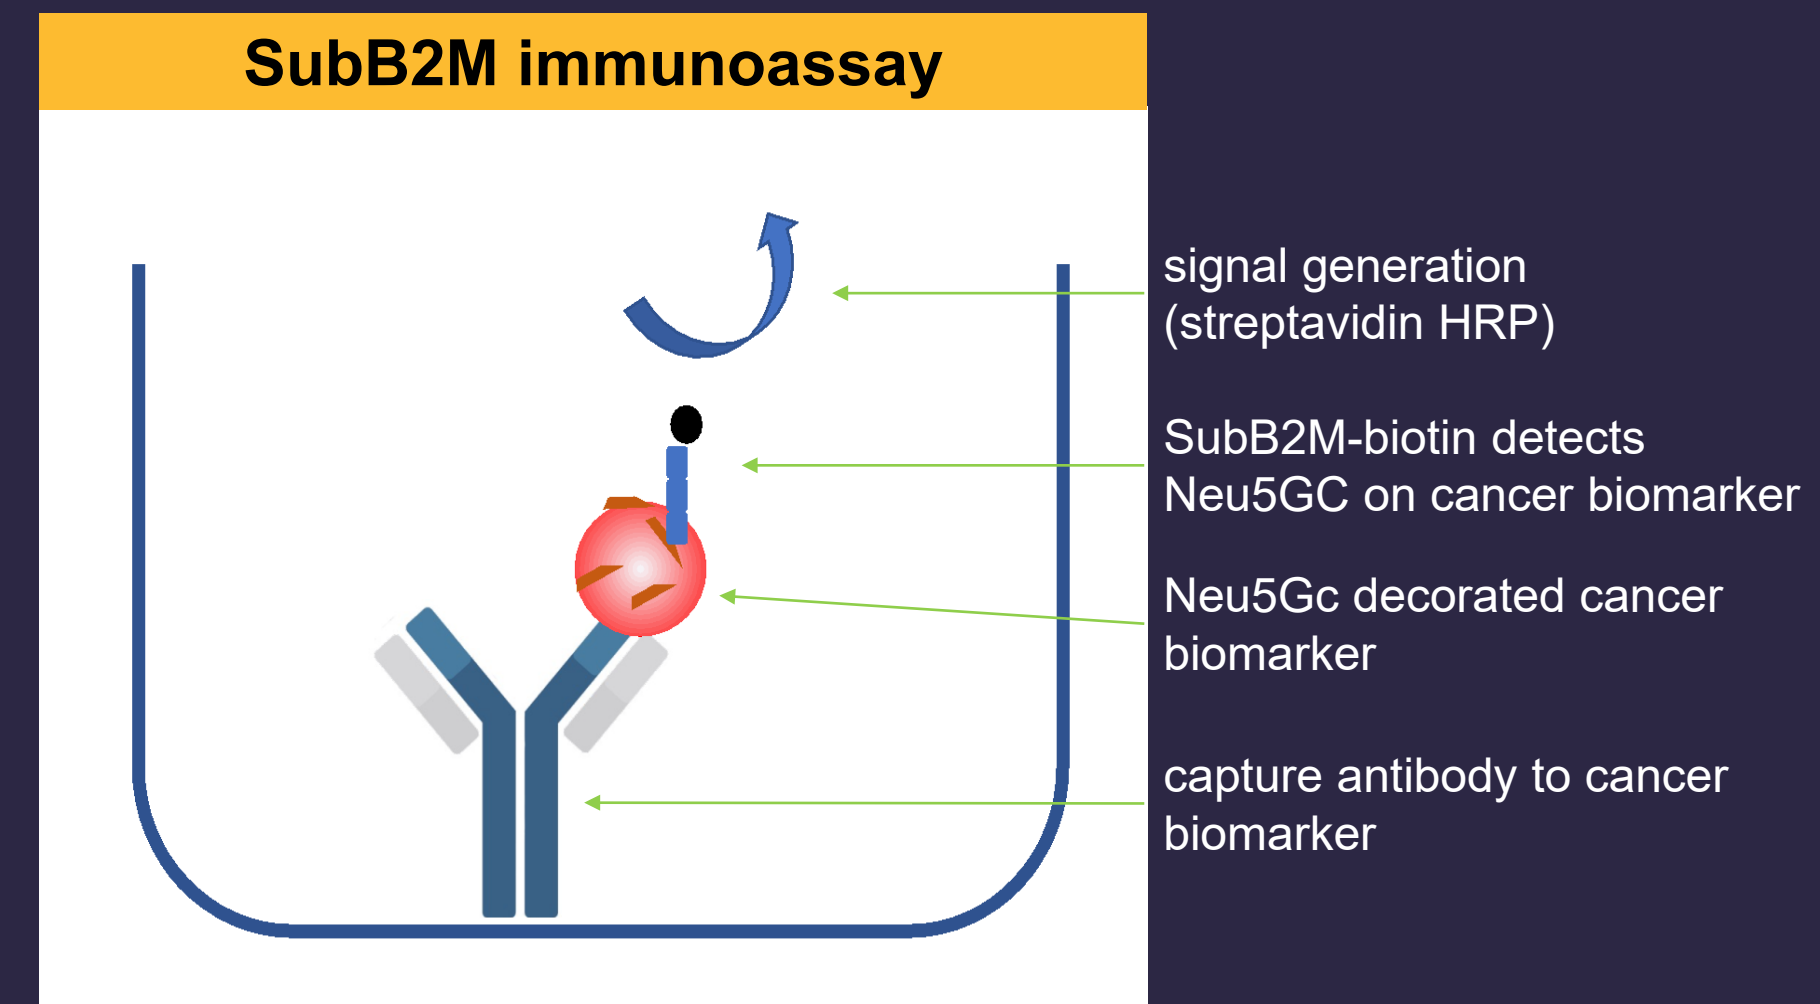 SubB2M immunoassay
signal generation
(streptavidin HRP)
SubB2M-biotin detects
Neu5GC on cancer biomarker
Neu5Gc decorated cancer
biomarker
capture antibody to cancer
biomarker